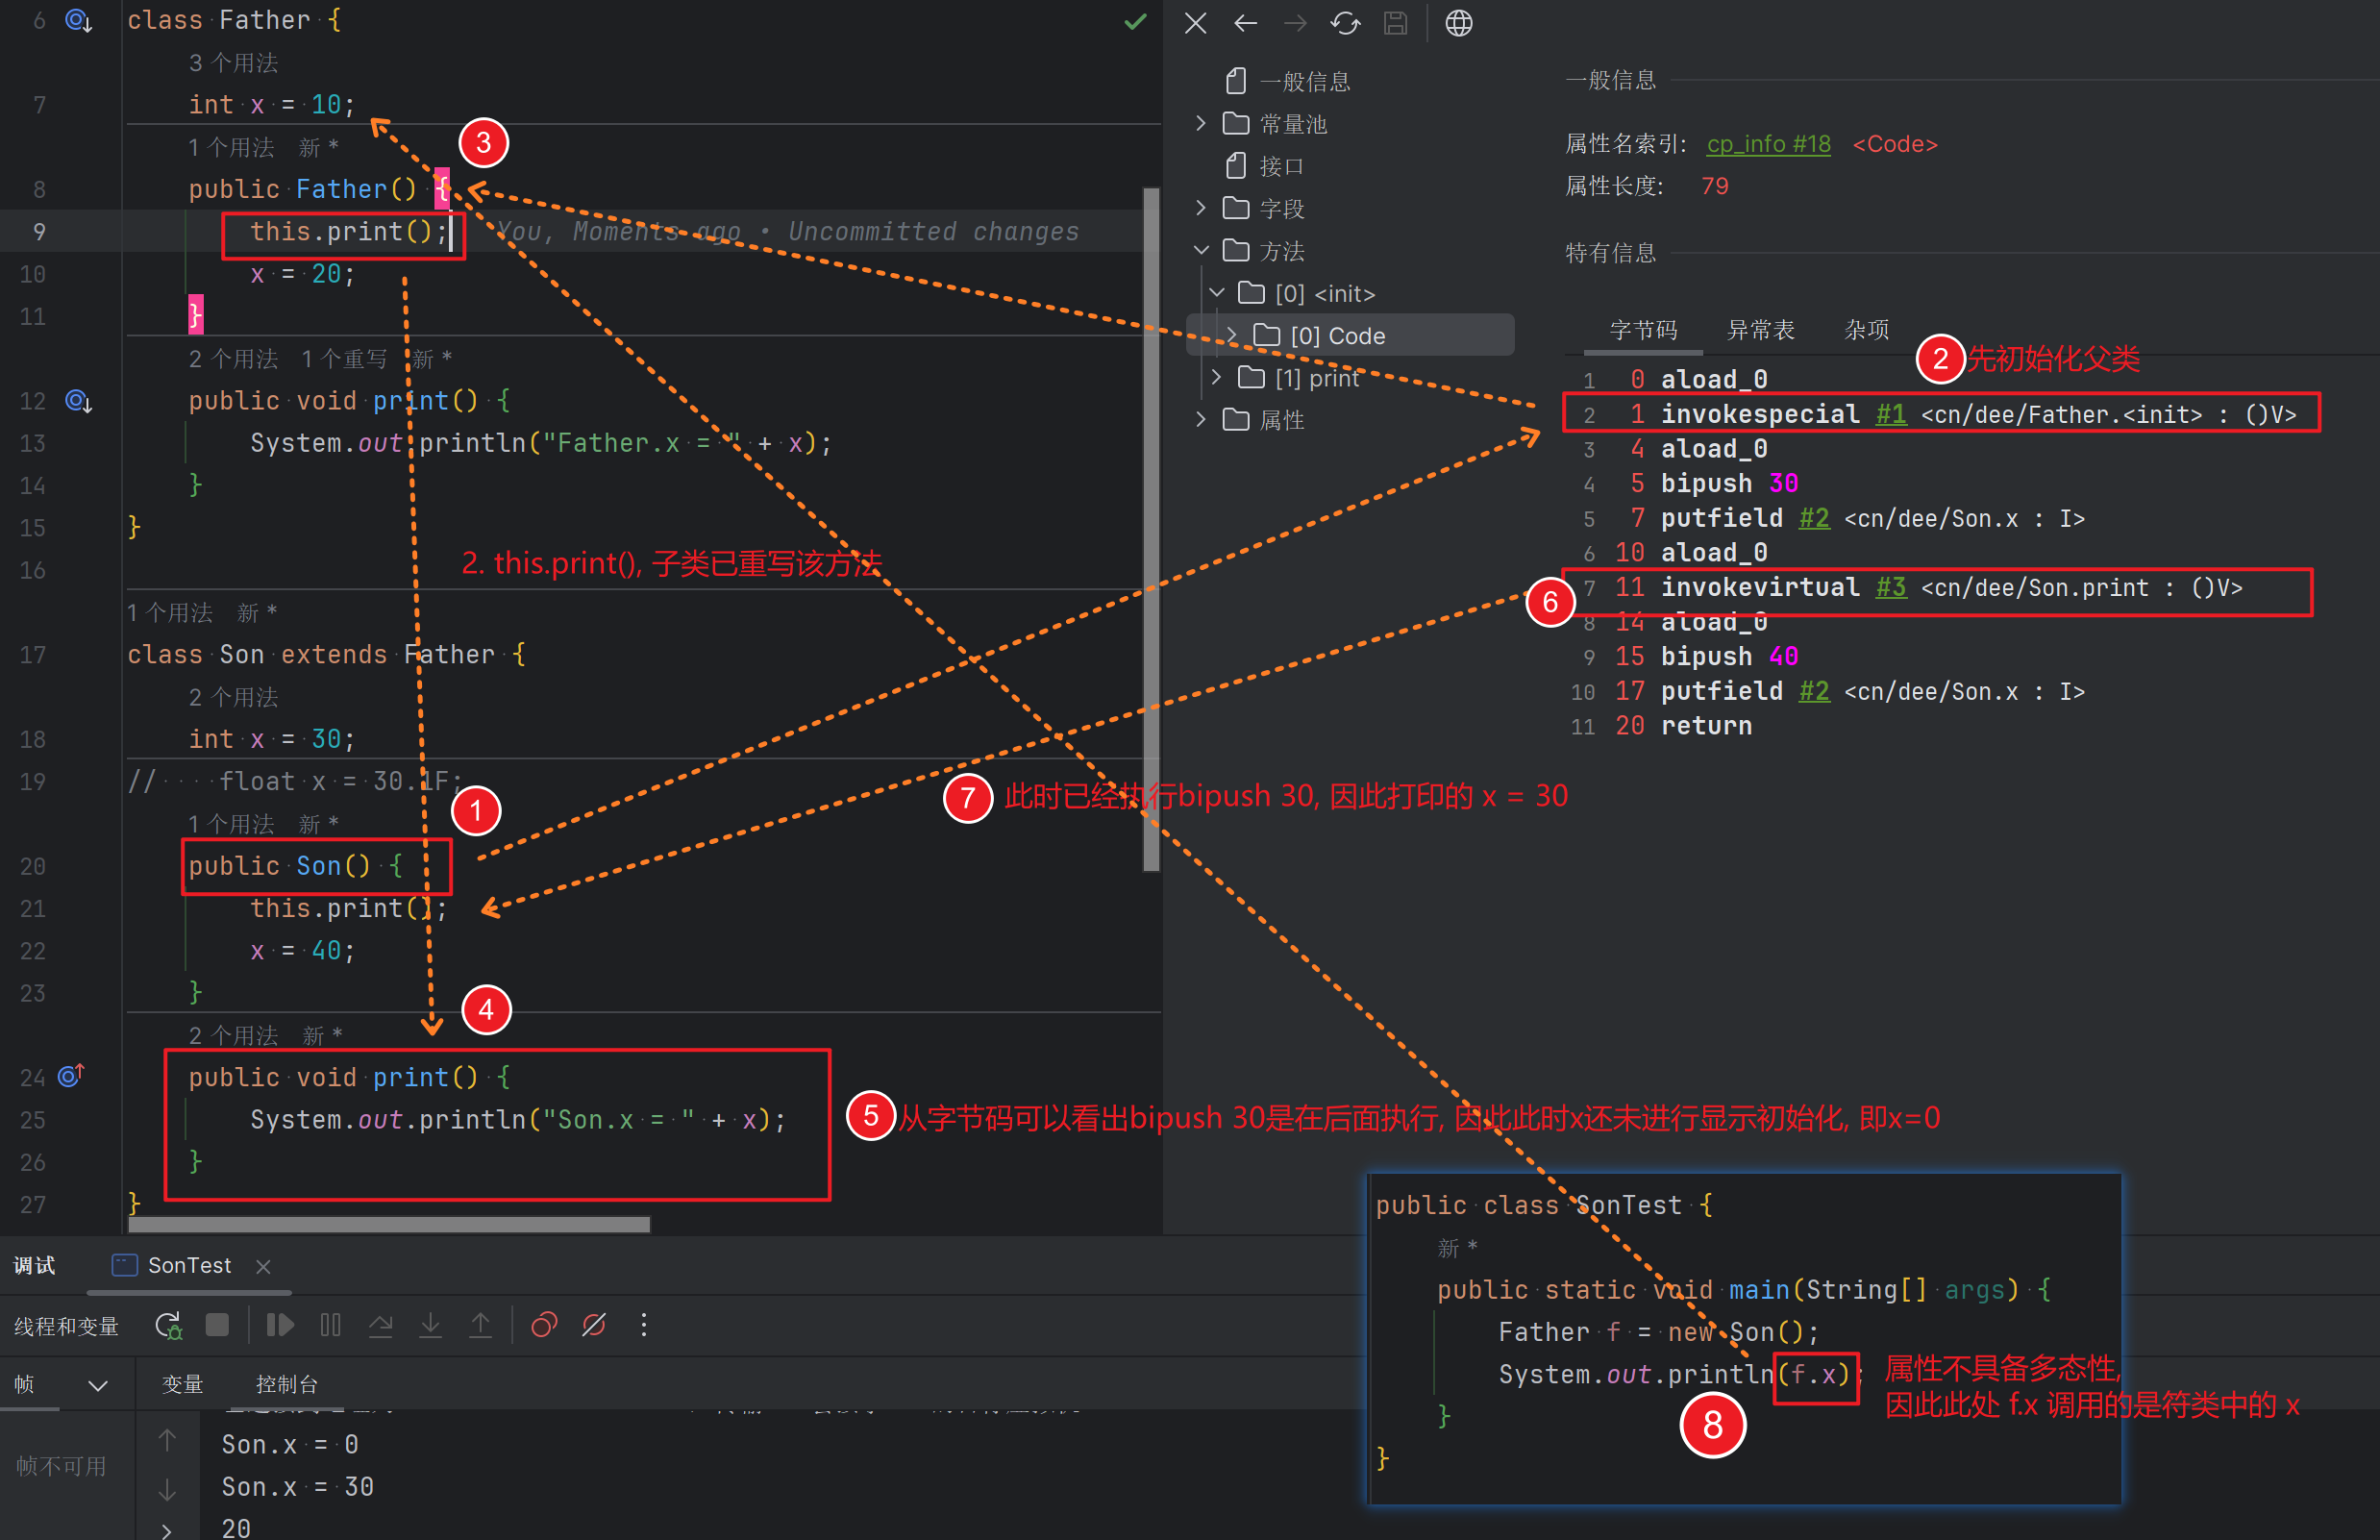 6 class Father {
3 个用法
7 int x = 10;
1 个用法 新 *
8 public Father() {
9 this.print(); You, Moments ago • Uncommitted changes
10 x = 20;
11 }
2 个用法 1 个重写 新 *
12 public void print() {
13 System.out.println("Father.x = " + x);
14 }
15 }
16
2. this.print(), 子类已重写该方法
1 个用法 新 *
17 class Son extends Father {
2 个用法
18 int x = 30;
19 // float x = 30.1F;
1 个用法 新 *
20 public Son() {
21 this.print();
22 x = 40;
23 }
2 个用法 新 *
24 public void print() {
25 System.out.println("Son.x = " + x);
26 }
27 }
3
1
4
一般信息
常量池
接口
字段
方法
[0] <init>
[0] Code
[1] print
属性
一般信息
属性名索引: cp_info #18 <Code>
属性长度: 79
特有信息
字节码 异常表 杂项
2 先初始化父类
1 0 aload_0
2 1 invokespecial #1 <cn/dee/Father.<init> : ()V>
3 4 aload_0
4 5 bipush 30
5 7 putfield #2 <cn/dee/Son.x : I>
6 10 aload_0
6
7 11 invokevirtual #3 <cn/dee/Son.print : ()V>
8 14 aload_0
9 15 bipush 40
10 17 putfield #2 <cn/dee/Son.x : I>
11 20 return
7 此时已经执行bipush 30, 因此打印的 x = 30
5 从字节码可以看出bipush 30是在后面执行, 因此此时x还未进行显示初始化, 即x=0
public class SonTest {
新 *
public static void main(String[] args) {
Father f = new Son();
System.out.println(f.x);
}
}
8
属性不具备多态性,
因此此处 f.x 调用的是符类中的 x
调试 SonTest
线程和变量
帧 变量 控制台
帧不可用
Son.x = 0
Son.x = 30
20